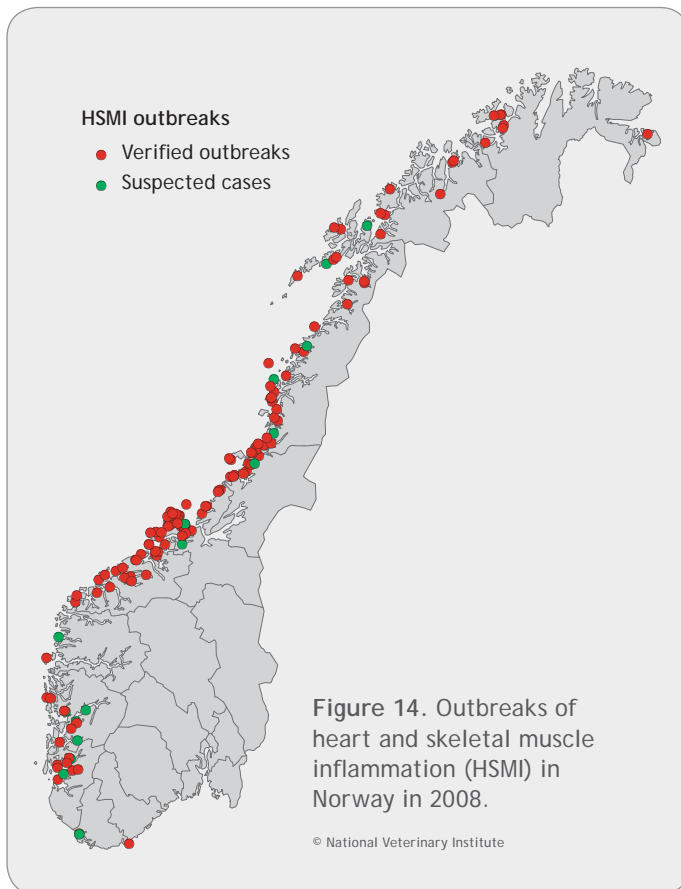 HSMI outbreaks
Verified outbreaks
Suspected cases
Figure 14. Outbreaks of
heart and skeletal muscle
inflammation (HSMI) in
Norway in 2008.
© National Veterinary Institute